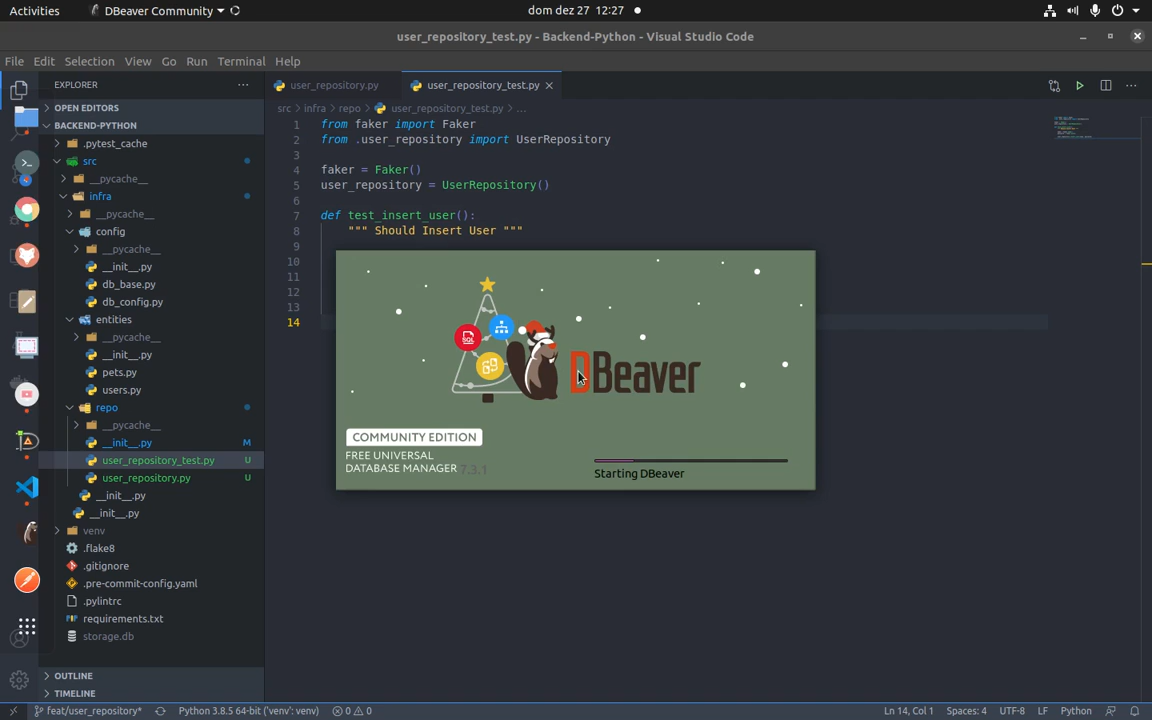 Activities
DBeaver Community
dom dez 27 12:27
user_repository_test.py - Backend-Python - Visual Studio Code
File Edit Selection View Go Run Terminal Help
EXPLORER
user_repository.py
user_repository_test.py
src > infra > repo > user_repository_test.py > ...
OPEN EDITORS
BACKEND-PYTHON
.pytest_cache
src
__pycache__
infra
__pycache__
config
__pycache__
__init__.py
db_base.py
db_config.py
entities
__pycache__
__init__.py
pets.py
users.py
repo
__pycache__
__init__.py M
user_repository_test.py U
user_repository.py U
__init__.py
__init__.py
venv
.flake8
.gitignore
.pre-commit-config.yaml
.pylintrc
requirements.txt
storage.db
OUTLINE
TIMELINE
1 from faker import Faker
2 from .user_repository import UserRepository
3
4 faker = Faker()
5 user_repository = UserRepository()
6
7 def test_insert_user():
8 """ Should Insert User """
9
10
11
12
13
14
SQL
DBeaver
COMMUNITY EDITION
FREE UNIVERSAL
DATABASE MANAGER 7.3.1
Starting DBeaver
feat/user_repository*
Python 3.8.5 64-bit ('venv': venv)
0 0
Ln 14, Col 1
Spaces: 4
UTF-8
LF
Python